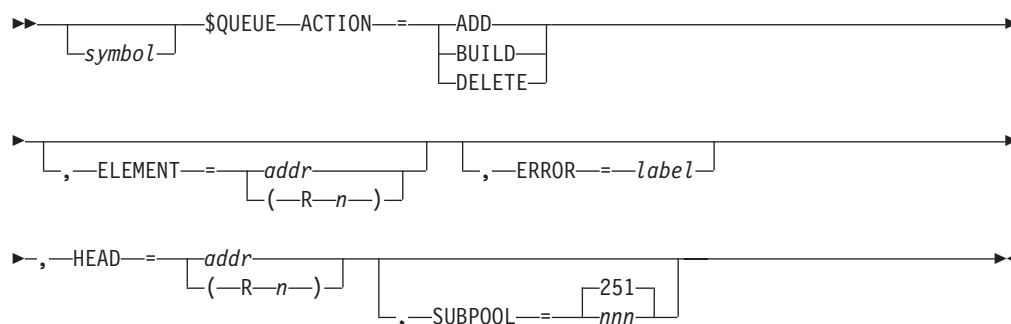 $QUEUE ACTION = ADD
symbol BUILD
DELETE
, ELEMENT = addr , ERROR = label
( R n )
, HEAD = addr
( R n ) 251
, SUBPOOL = nnn